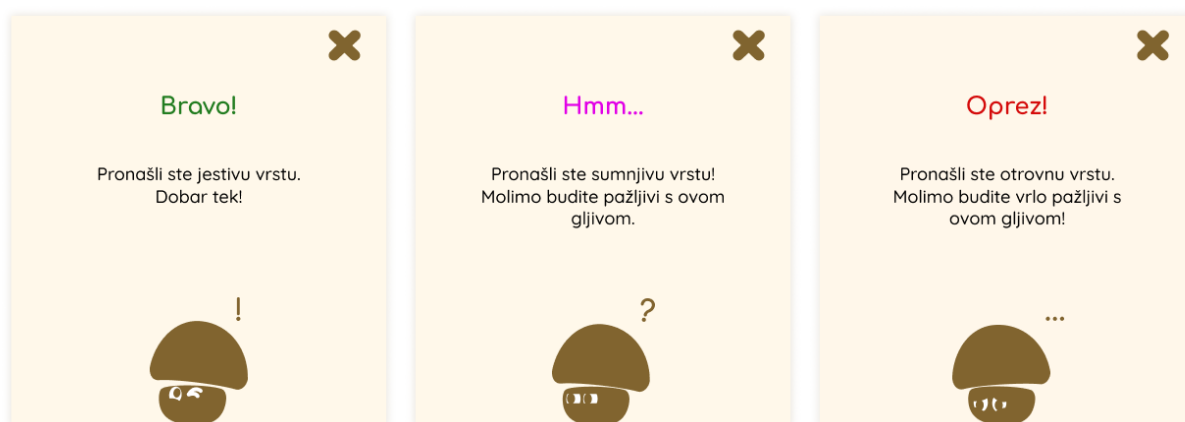 Bravo!
Pronašli ste jestivu vrstu.
Dobar tek!
!
Hmm...
Pronašli ste sumnjivu vrstu!
Molimo budite pažljivi s ovom
gljivom.
?
Oprez!
Pronašli ste otrovnu vrstu.
Molimo budite vrlo pažljivi s
ovom gljivom!
...